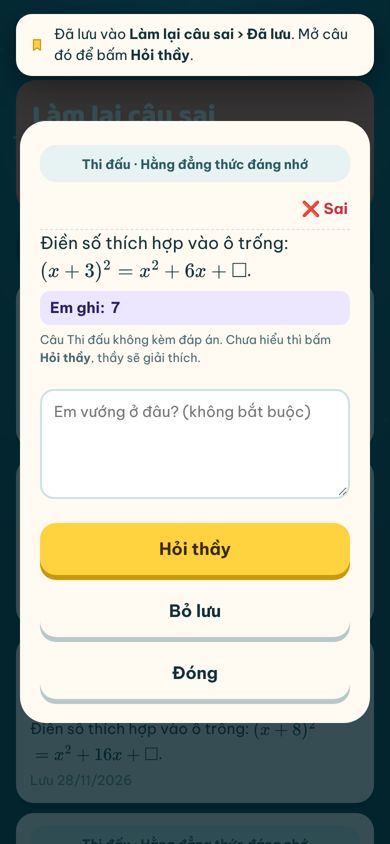 Đã lưu vào Làm lại câu sai › Đã lưu. Mở câu
đó để bấm Hỏi thầy.
Làm lại câu sai
Thi đấu · Hằng đẳng thức đáng nhớ
❌ Sai
Điền số thích hợp vào ô trống:
(x + 3)² = x² + 6x + □.
Em ghi: 7
Câu Thi đấu không kèm đáp án. Chưa hiểu thì bấm
Hỏi thầy, thầy sẽ giải thích.
Em vướng ở đâu? (không bắt buộc)
Hỏi thầy
Bỏ lưu
Đóng
Điền số thích hợp vào ô trống: (x + 8)²
= x² + 16x + □.
Lưu 28/11/2026
Thi đấu · Hằng đẳng thức đáng nhớ